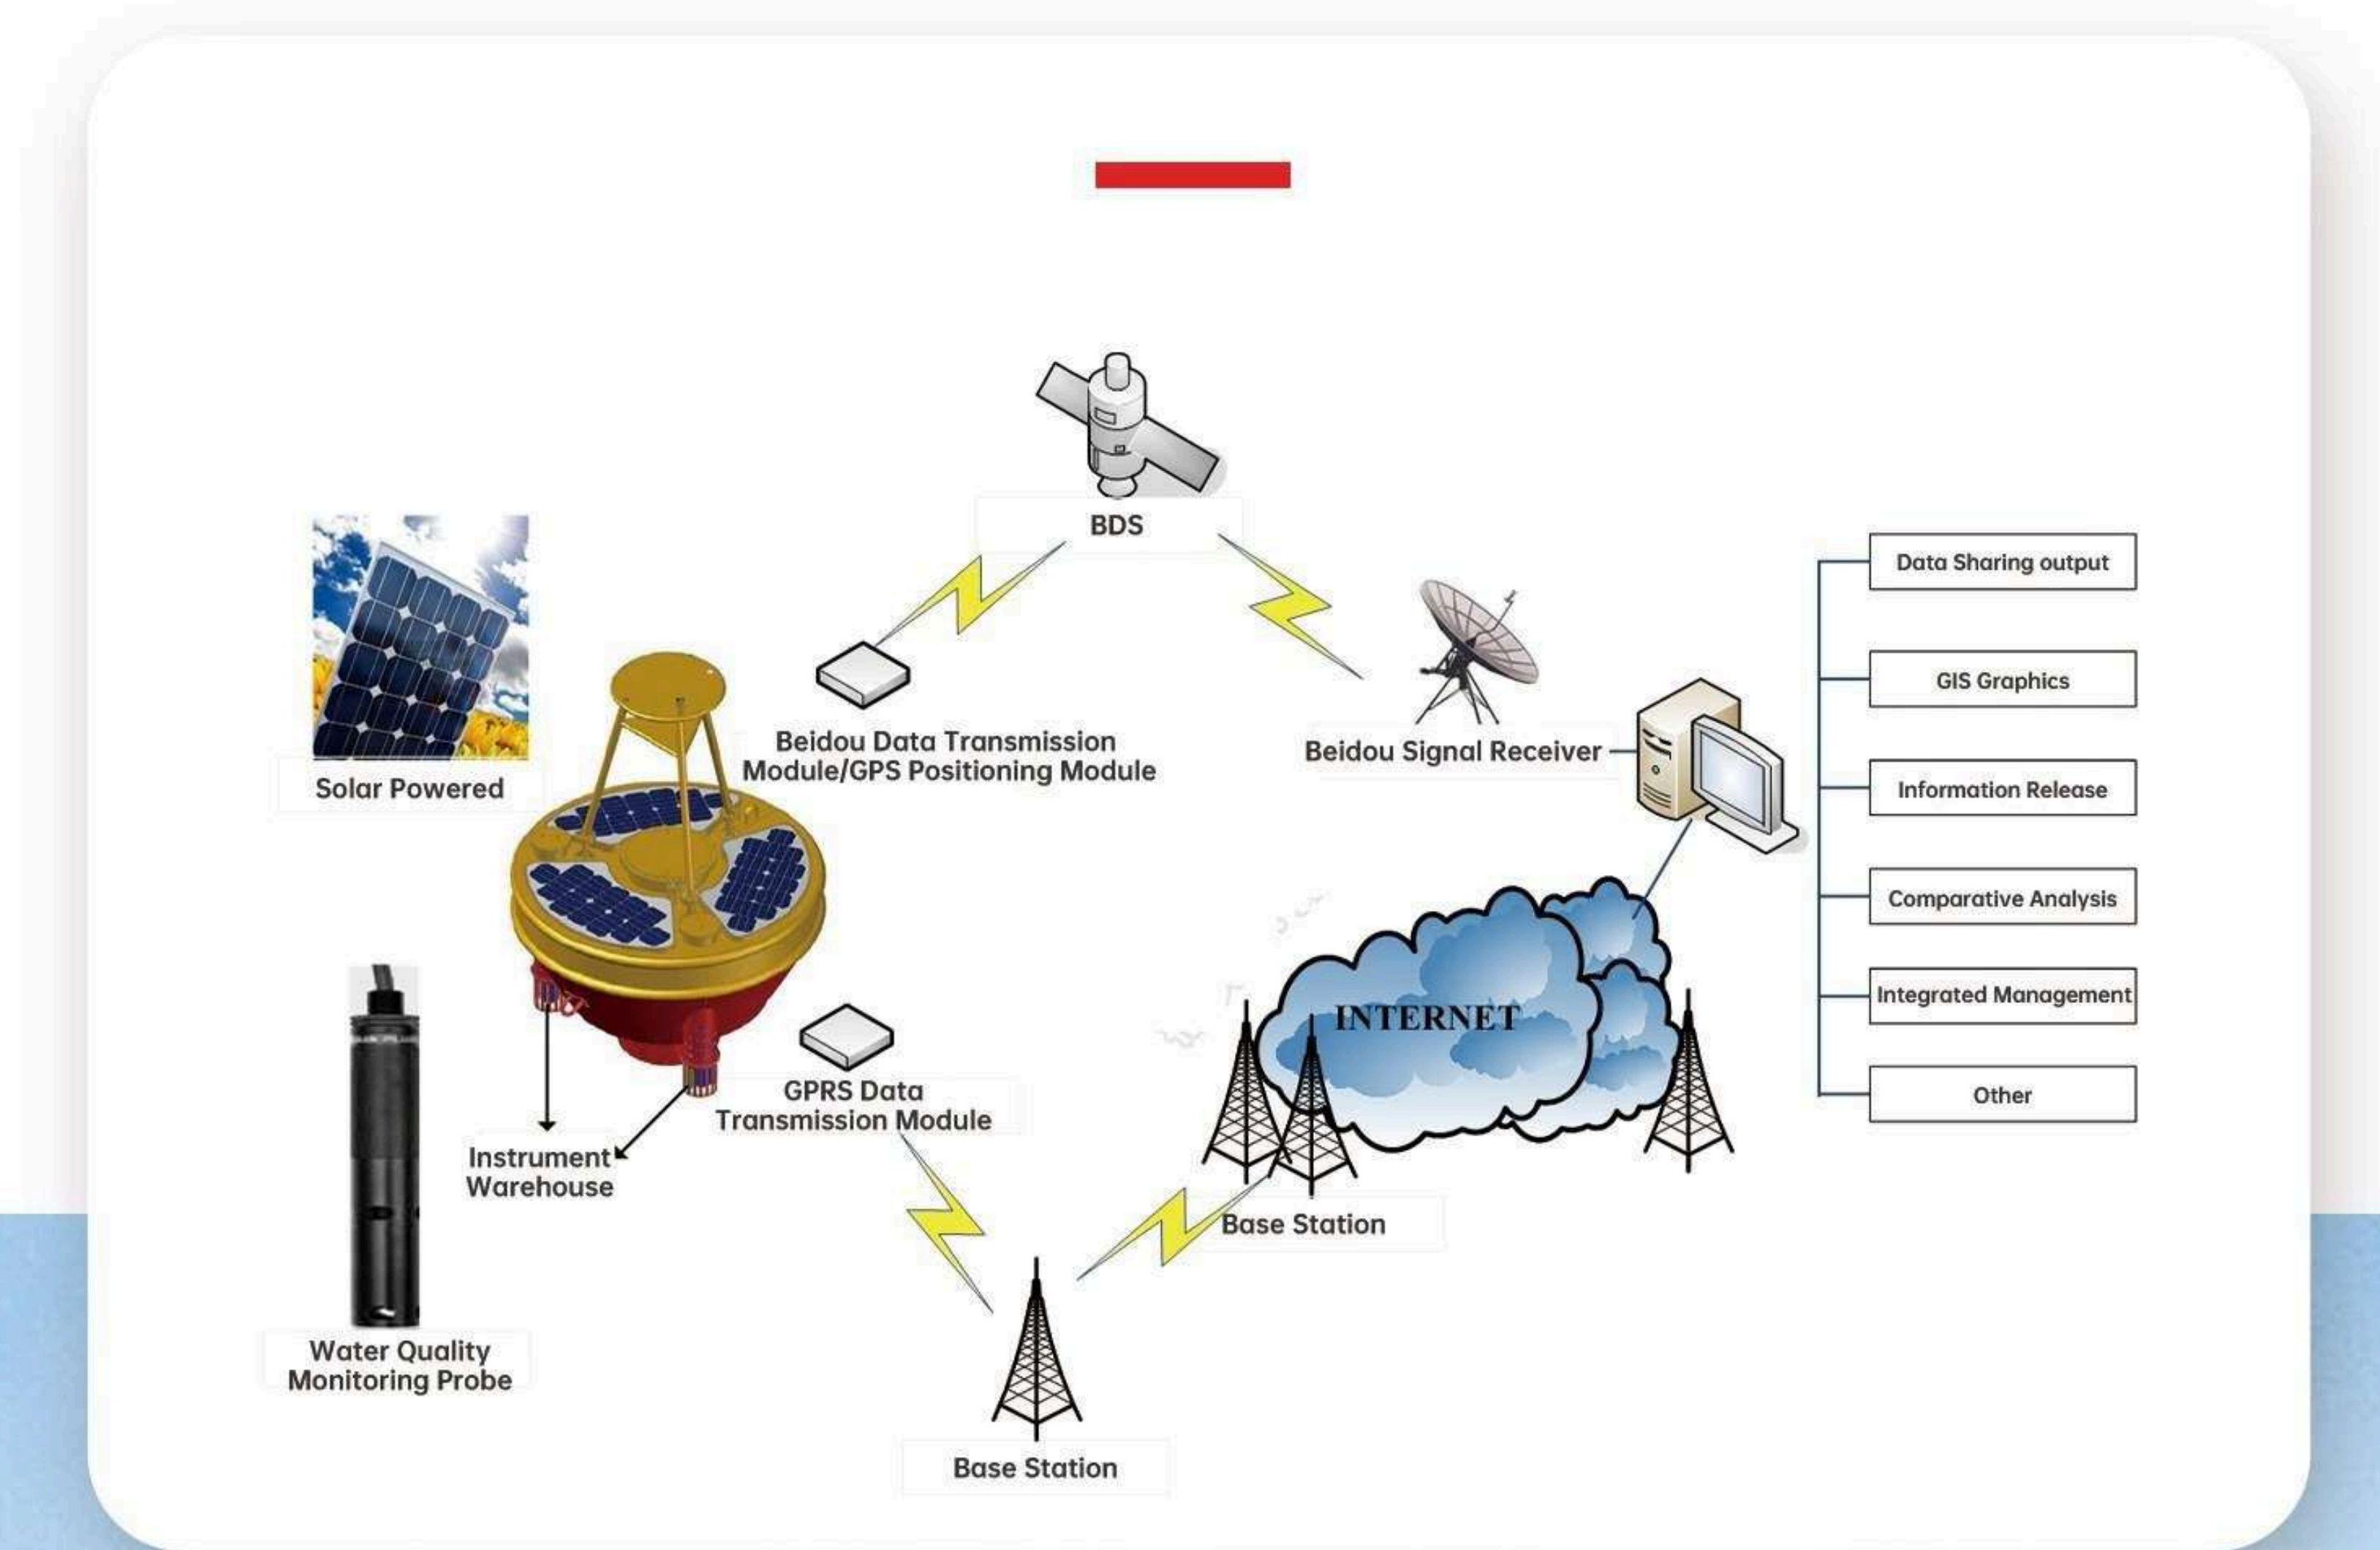 BDS
Solar Powered
Beidou Data Transmission
Module/GPS Positioning Module
Beidou Signal Receiver
Data Sharing output
GIS Graphics
Information Release
Comparative Analysis
Integrated Management
Other
INTERNET
GPRS Data
Transmission Module
Instrument
Warehouse
Base Station
Water Quality
Monitoring Probe
Base Station